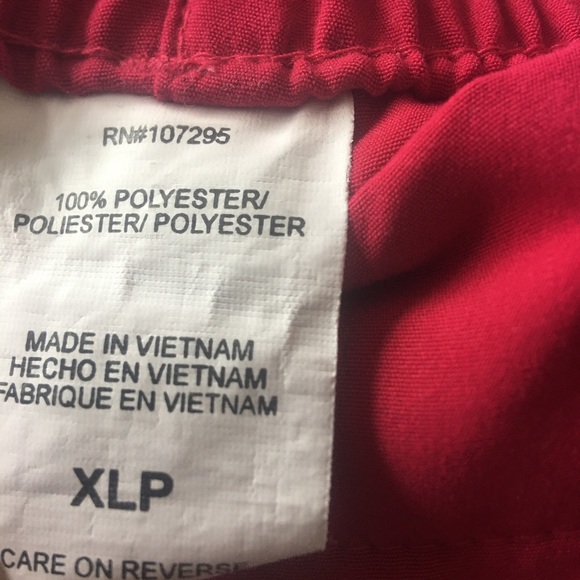 RN#107295
100% POLYESTER/
POLIESTER/ POLYESTER
MADE IN VIETNAM
HECHO EN VIETNAM
FABRIQUE EN VIETNAM
XLP
CARE ON REVERSE